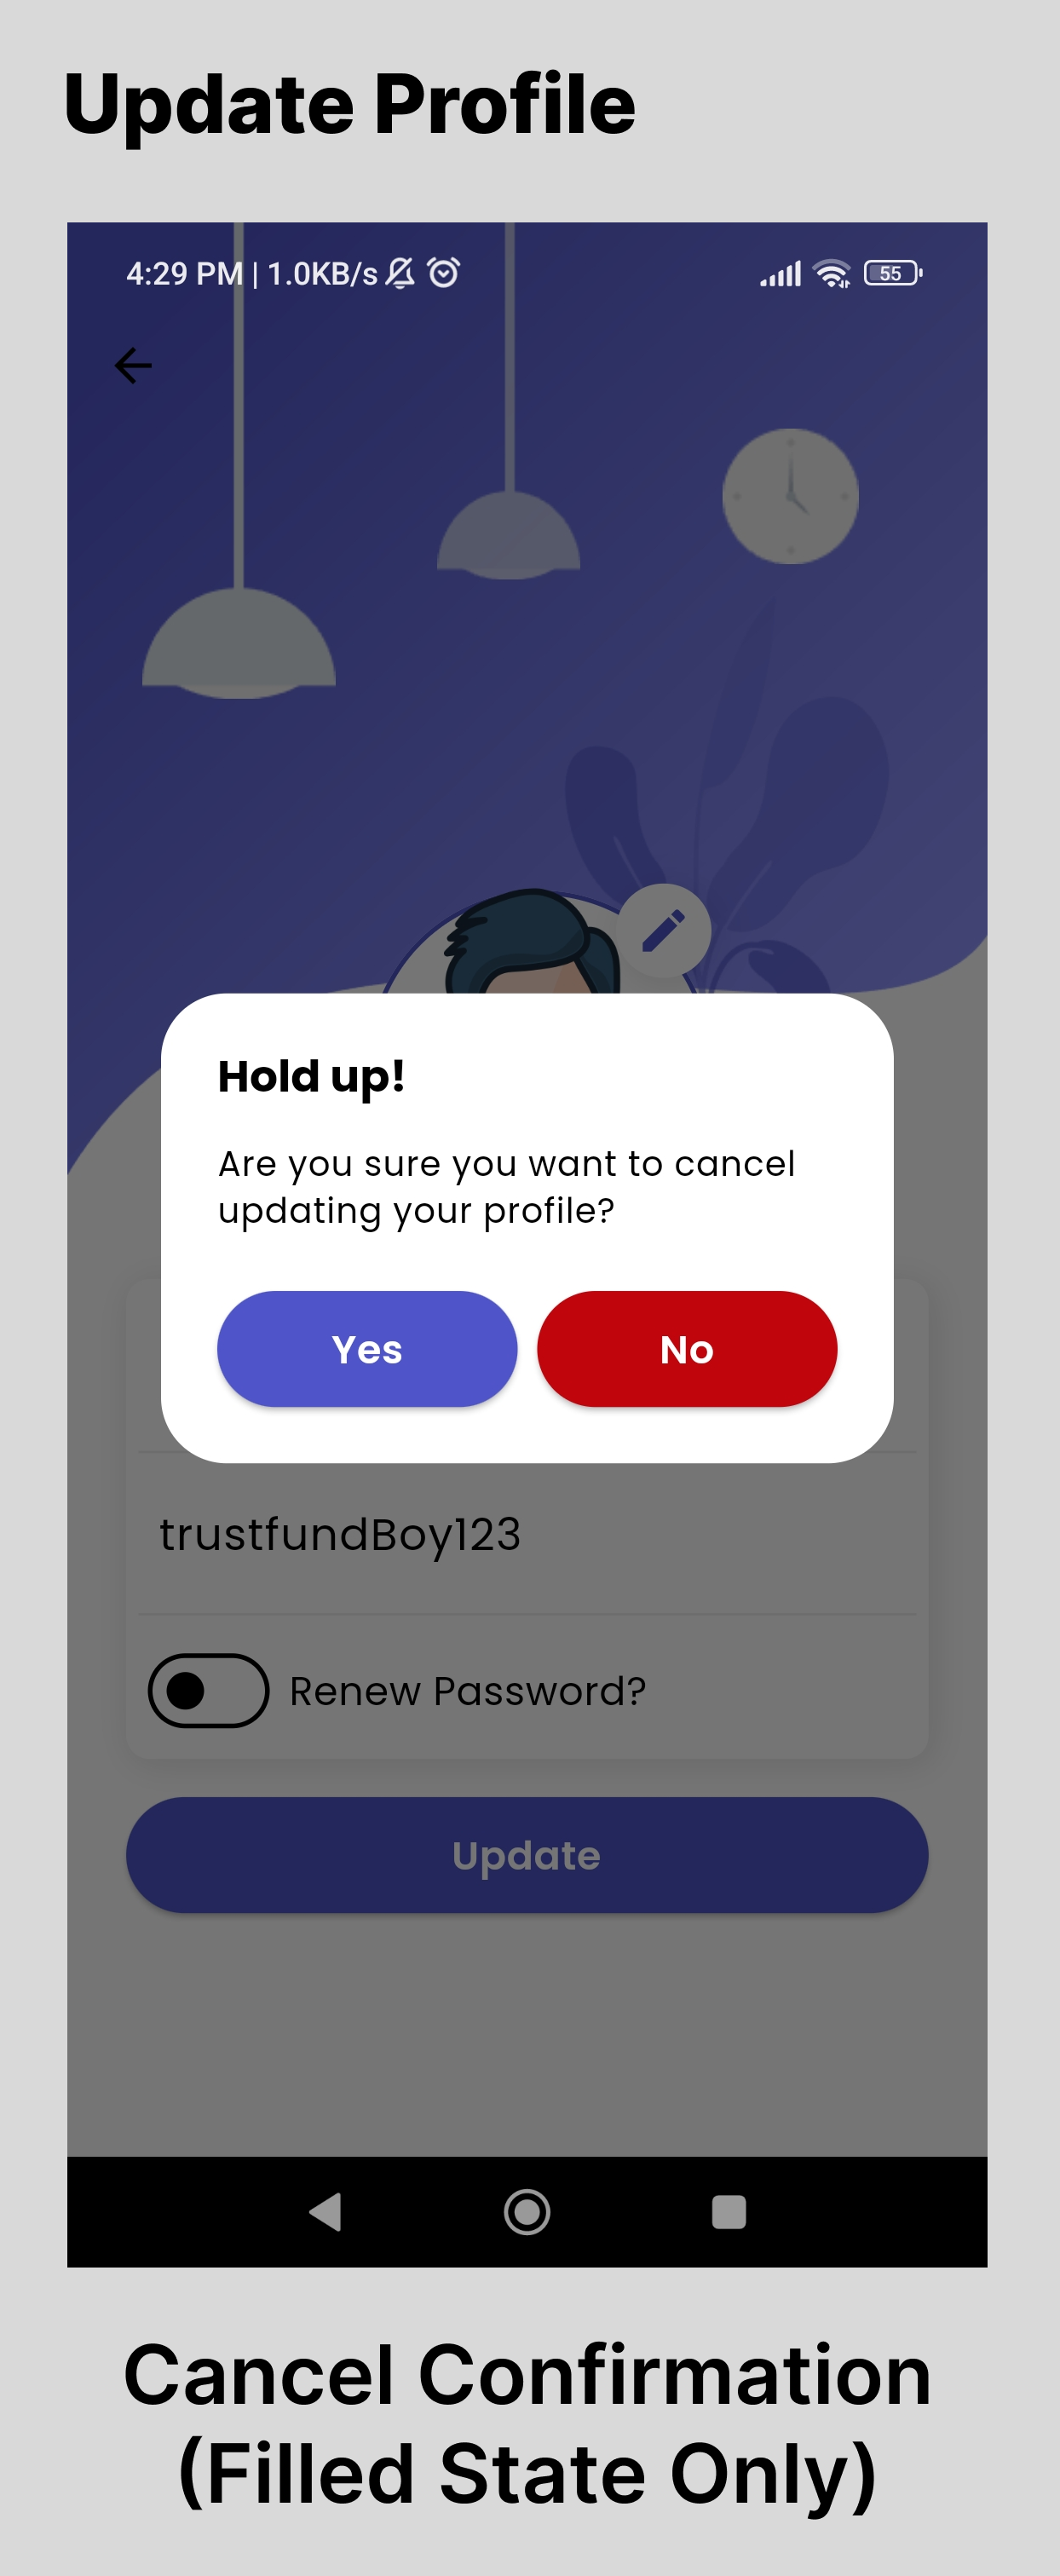 Update Profile
4:29 PM | 1.0KB/s
55
Hold up!
Are you sure you want to cancel
updating your profile?
Yes
No
trustfundBoy123
Renew Password?
Update
Cancel Confirmation
(Filled State Only)